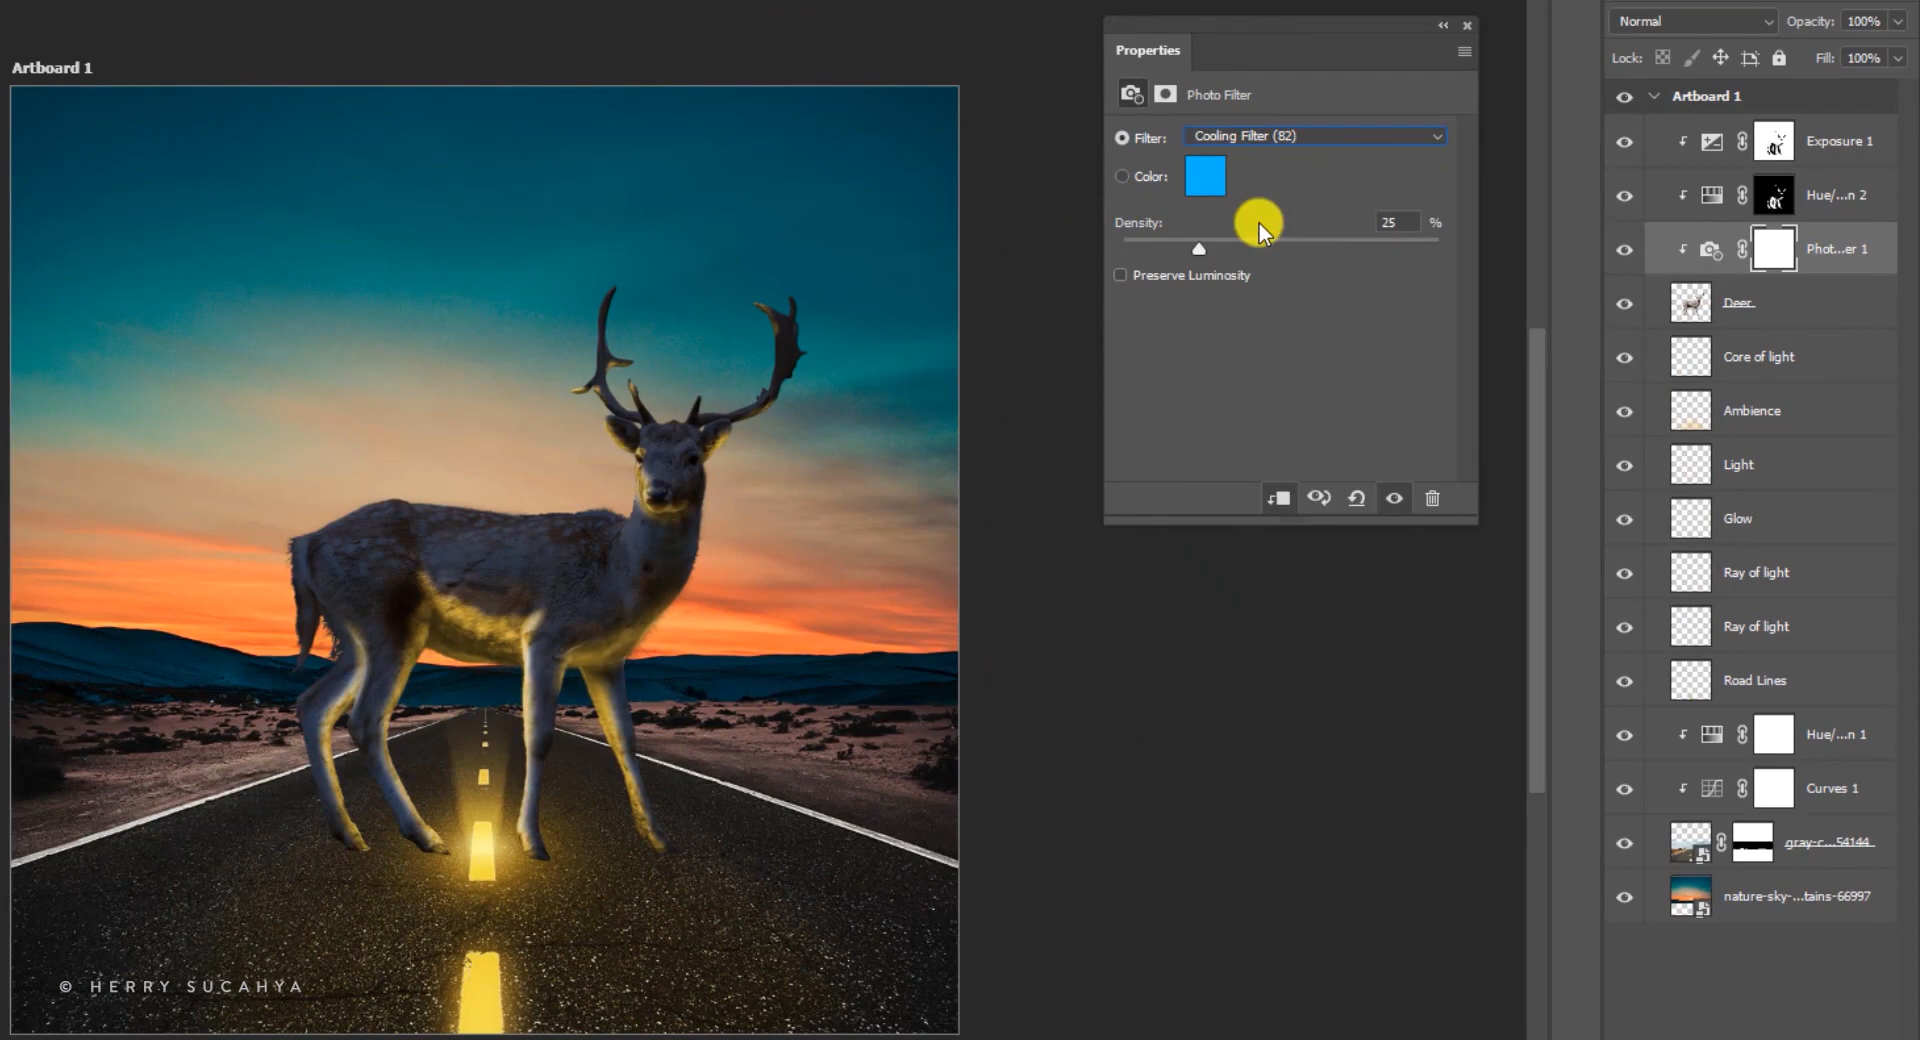 Artboard 1
© HERRY SUCAHYA
Properties
Photo Filter
Filter: Cooling Filter (82)
Color:
Density: 25 %
Preserve Luminosity
Normal Opacity: 100%
Lock: Fill: 100%
Artboard 1
Exposure 1
Hue/...n 2
Phot...er 1
Deer
Core of light
Ambience
Light
Glow
Ray of light
Ray of light
Road Lines
Hue/...n 1
Curves 1
gray-c...54144
nature-sky-...tains-66997